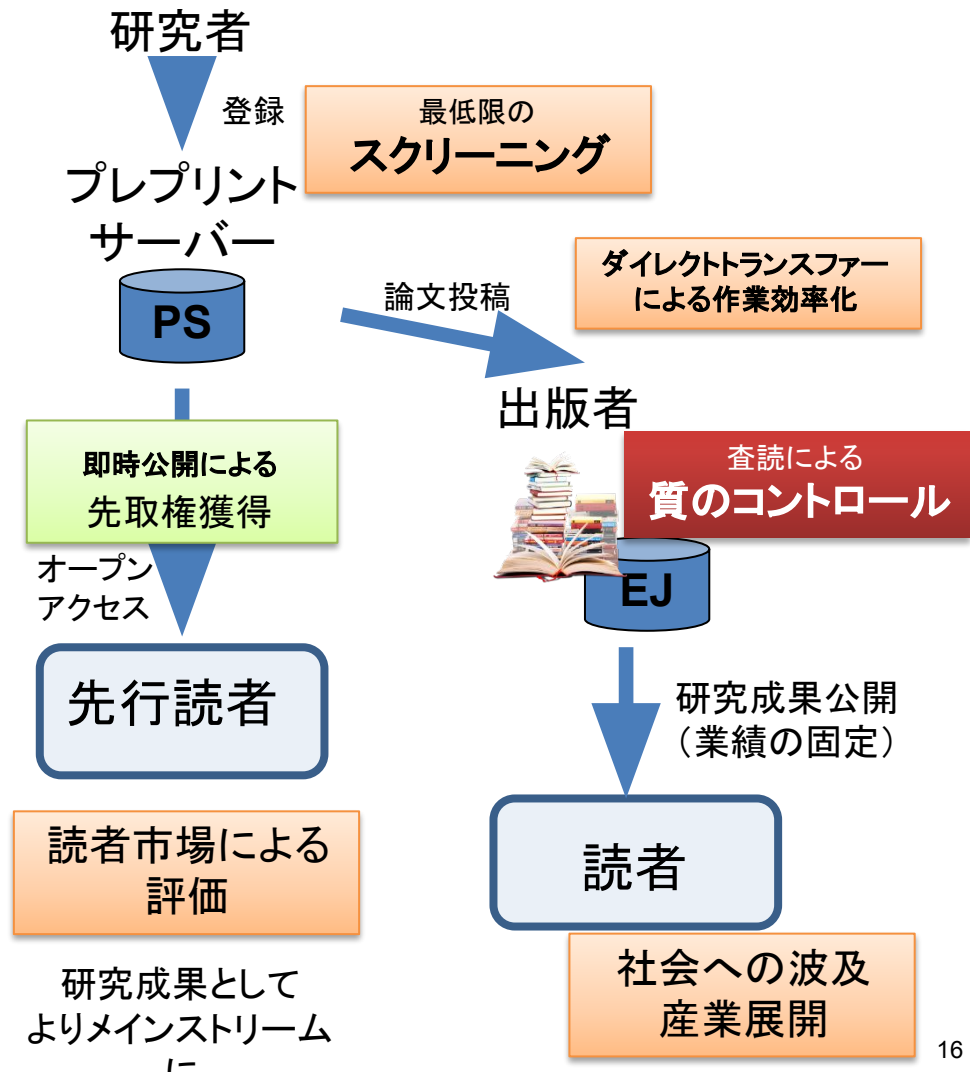 研究者
登録
最低限の
スクリーニング
プレプリント
サーバー
PS
論文投稿
ダイレクトトランスファー
による作業効率化
出版者
査読による
質のコントロール
EJ
即時公開による
先取権獲得
オープン
アクセス
先行読者
研究成果公開
（業績の固定）
読者市場による
評価
読者
研究成果として
よりメインストリーム
に
社会への波及
産業展開
16